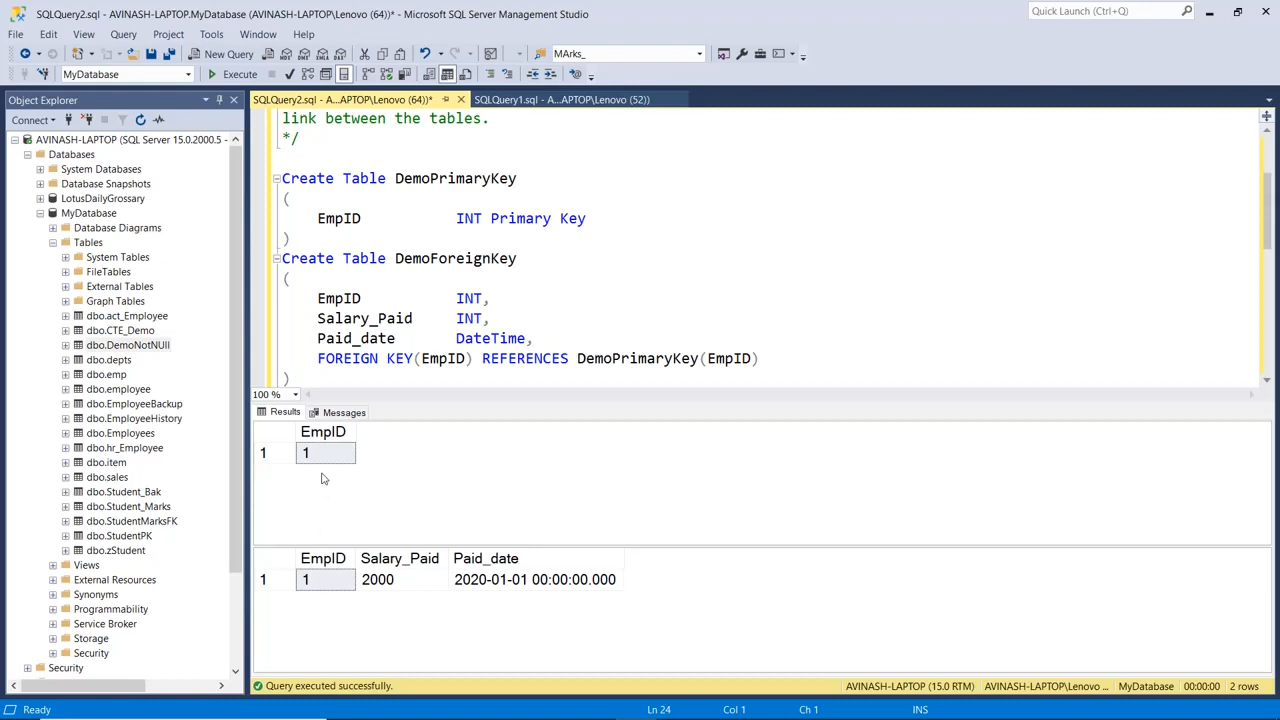 SQLQuery2.sql - AVINASH-LAPTOP.MyDatabase (AVINASH-LAPTOP\Lenovo (64))* - Microsoft SQL Server Management Studio
Quick Launch (Ctrl+Q)
File Edit View Query Project Tools Window Help
New Query MDX DMX XMLA DAX MArks_
MyDatabase Execute
Object Explorer
SQLQuery2.sql - A...APTOP\Lenovo (64))* SQLQuery1.sql - A...APTOP\Lenovo (52))
Connect
AVINASH-LAPTOP (SQL Server 15.0.2000.5 -
Databases
System Databases
Database Snapshots
LotusDailyGrossary
MyDatabase
Database Diagrams
Tables
System Tables
FileTables
External Tables
Graph Tables
dbo.act_Employee
dbo.CTE_Demo
dbo.DemoNotNUll
dbo.depts
dbo.emp
dbo.employee
dbo.EmployeeBackup
dbo.EmployeeHistory
dbo.Employees
dbo.hr_Employee
dbo.item
dbo.sales
dbo.Student_Bak
dbo.Student_Marks
dbo.StudentMarksFK
dbo.StudentPK
dbo.zStudent
Views
External Resources
Synonyms
Programmability
Service Broker
Storage
Security
Security
link between the tables.
*/
Create Table DemoPrimaryKey
(
EmpID INT Primary Key
)
Create Table DemoForeignKey
(
EmpID INT,
Salary_Paid INT,
Paid_date DateTime,
FOREIGN KEY(EmpID) REFERENCES DemoPrimaryKey(EmpID)
)
100 %
Results Messages
EmpID
1 1
EmpID Salary_Paid Paid_date
1 1 2000 2020-01-01 00:00:00.000
Query executed successfully. AVINASH-LAPTOP (15.0 RTM) AVINASH-LAPTOP\Lenovo ... MyDatabase 00:00:00 2 rows
Ready Ln 24 Col 1 Ch 1 INS